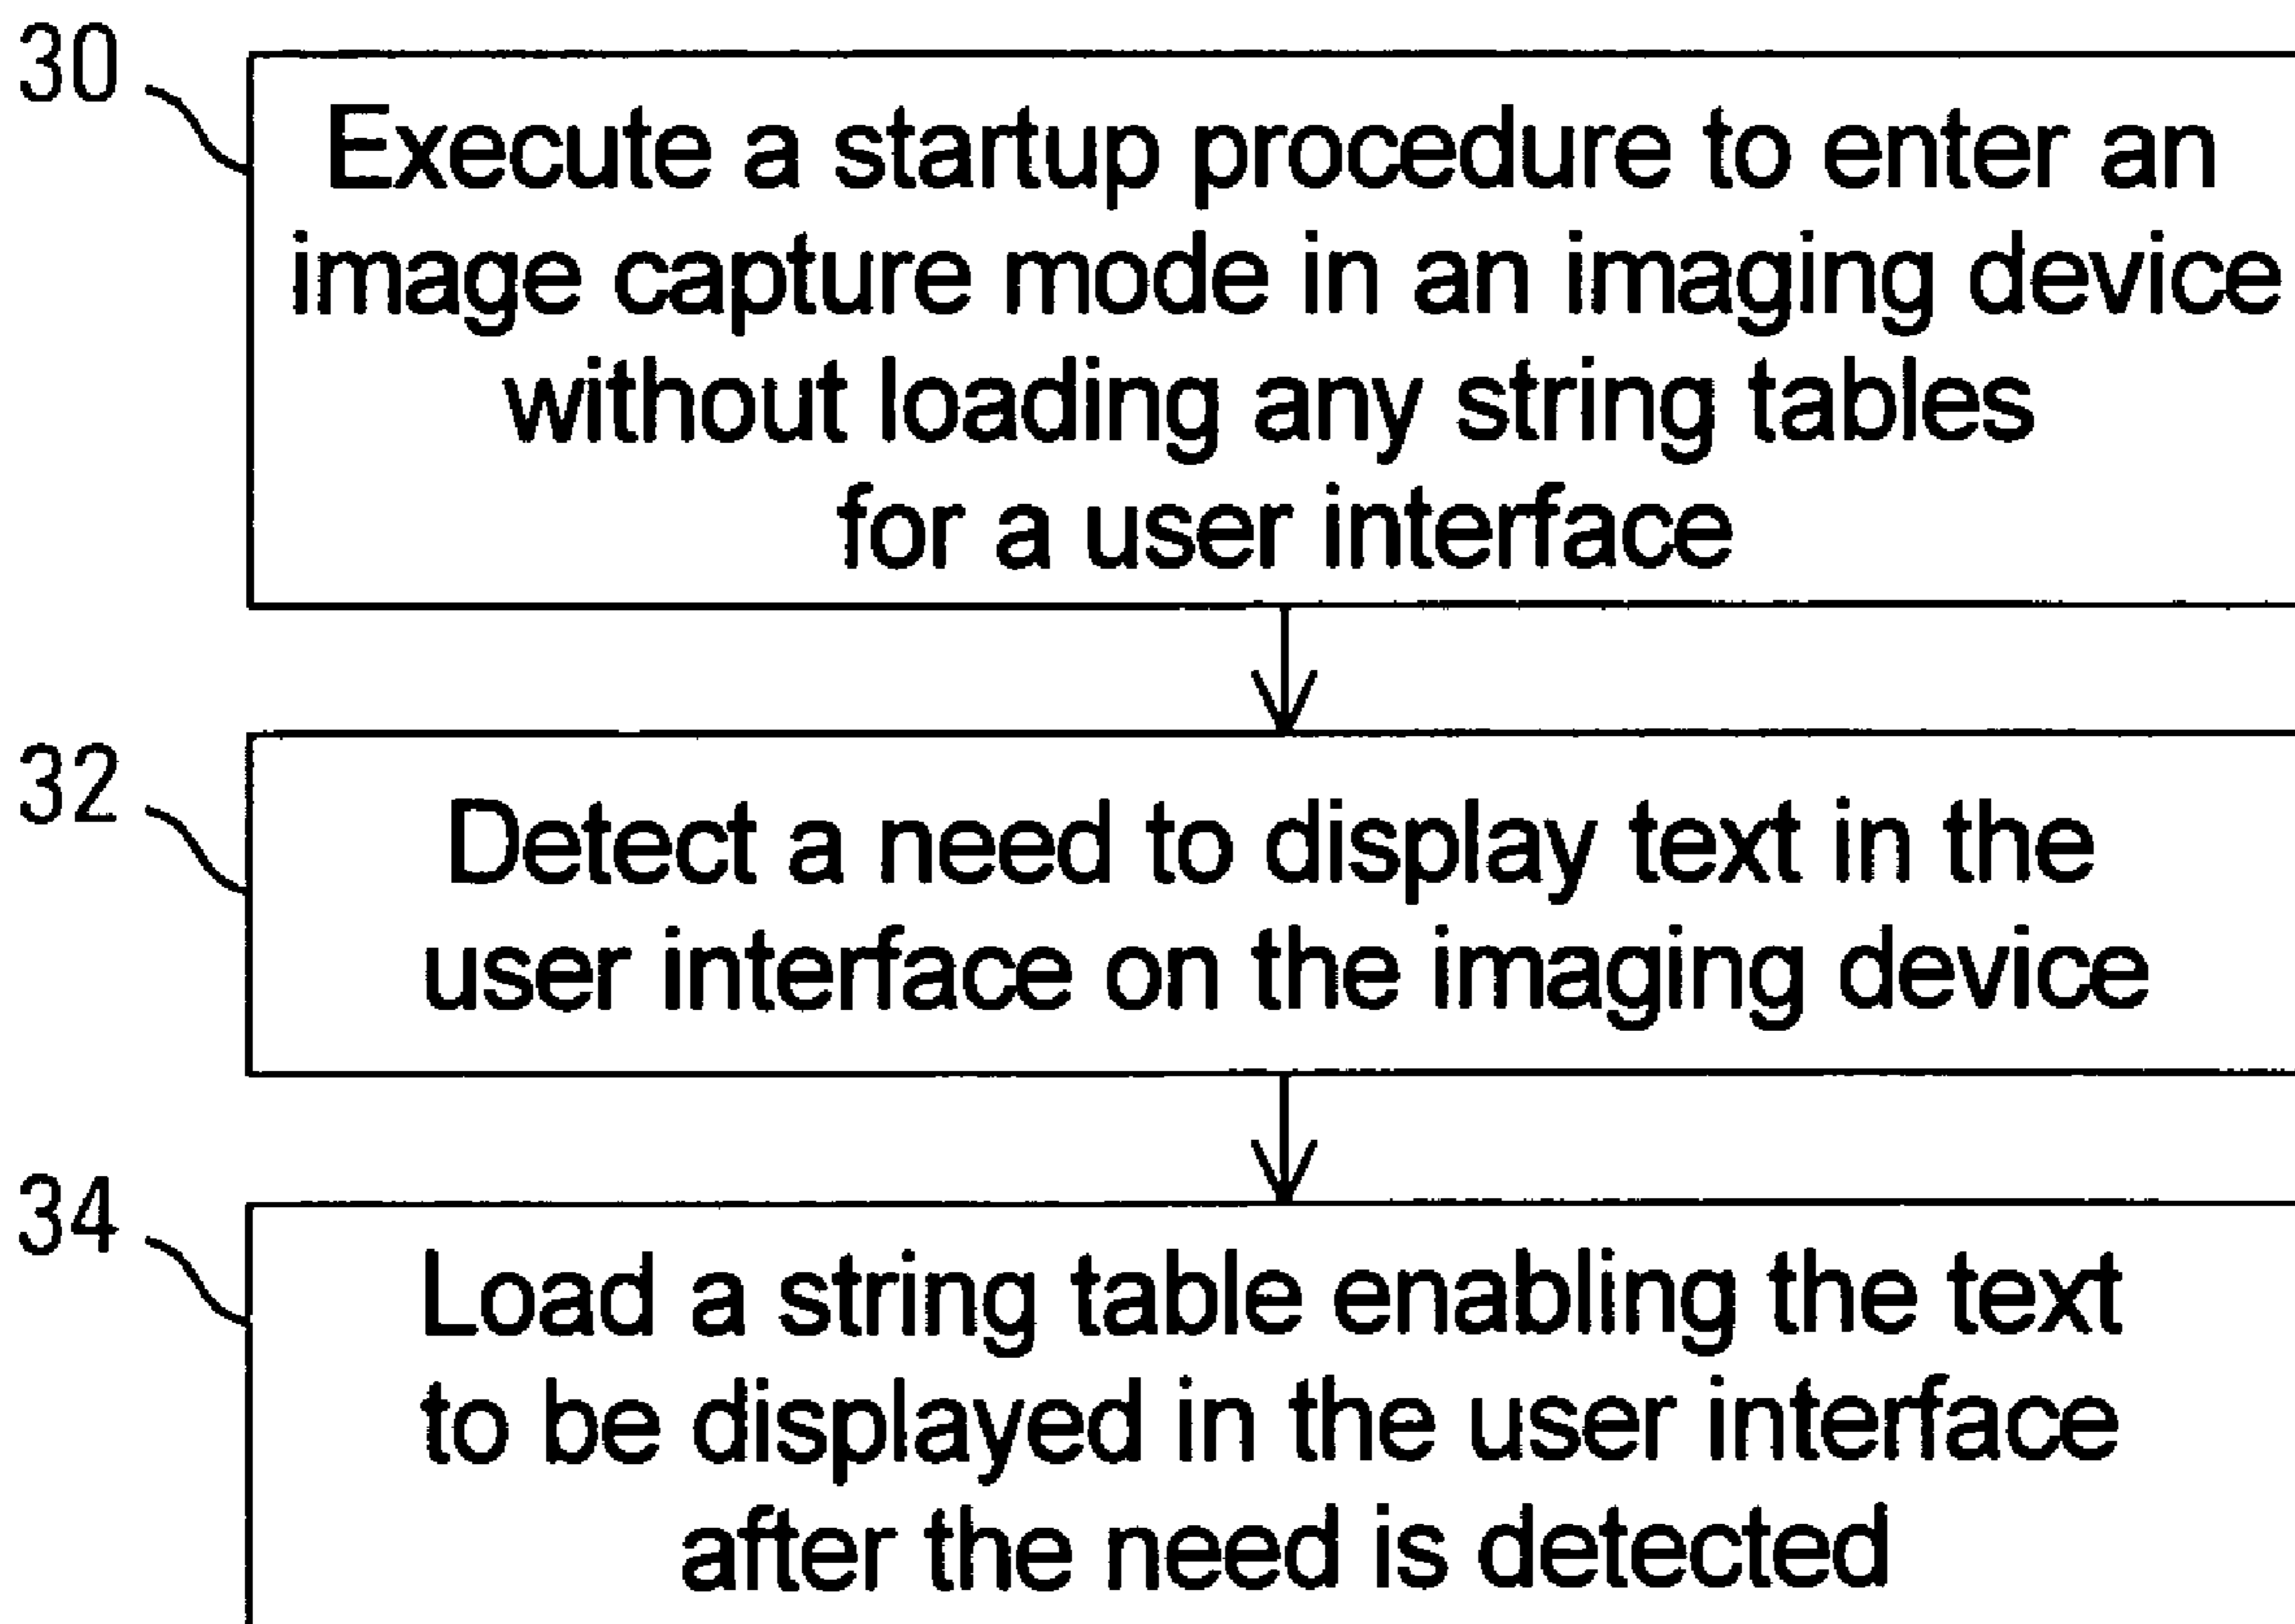 30
Execute a startup procedure to enter an
image capture mode in an imaging device
without loading any string tables
for a user interface
32
Detect a need to display text in the
user interface on the imaging device
34
Load a string table enabling the text
to be displayed in the user interface
after the need is detected